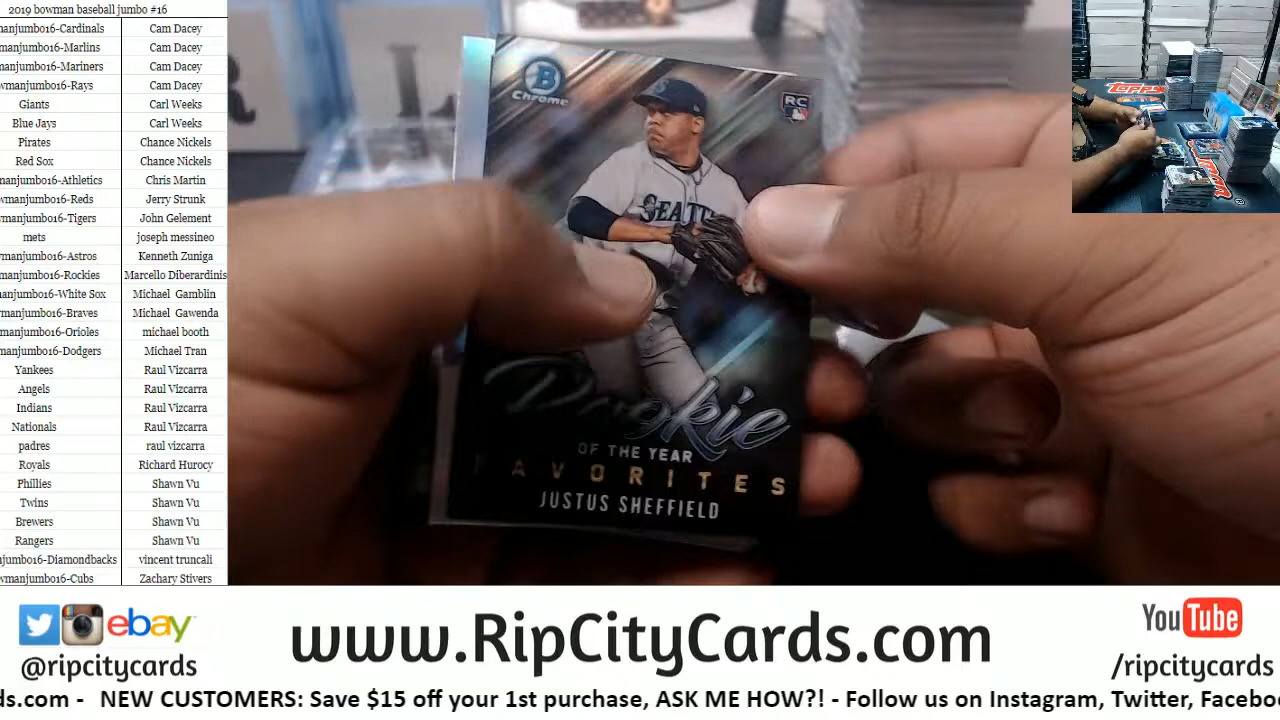 2019 bowman baseball jumbo #16
manjumbo16-Cardinals Cam Dacey
manjumbo16-Marlins Cam Dacey
manjumbo16-Mariners Cam Dacey
wmanjumbo16-Rays Cam Dacey
Giants Carl Weeks
Blue Jays Carl Weeks
Pirates Chance Nickels
Red Sox Chance Nickels
manjumbo16-Athletics Chris Martin
wmanjumbo16-Reds Jerry Strunk
wmanjumbo16-Tigers John Gelement
mets joseph messineo
wmanjumbo16-Astros Kenneth Zuniga
manjumbo16-Rockies Marcello Diberardinis
manjumbo16-White Sox Michael Gamblin
manjumbo16-Braves Michael Gawenda
manjumbo16-Orioles michael booth
manjumbo16-Dodgers Michael Tran
Yankees Raul Vizcarra
Angels Raul Vizcarra
Indians Raul Vizcarra
Nationals Raul Vizcarra
padres raul vizcarra
Royals Richard Hurocy
Phillies Shawn Vu
Twins Shawn Vu
Brewers Shawn Vu
Rangers Shawn Vu
njumbo16-Diamondbacks vincent truncali
wmanjumbo16-Cubs Zachary Stivers
B
Chrome
RC
SEATT
Rookie
OF THE YEAR
FAVORITES
JUSTUS SHEFFIELD
TOPPS
ebay
@ripcitycards
www.RipCityCards.com
YouTube
/ripcitycards
ds.com - NEW CUSTOMERS: Save $15 off your 1st purchase, ASK ME HOW?! - Follow us on Instagram, Twitter, Facebo